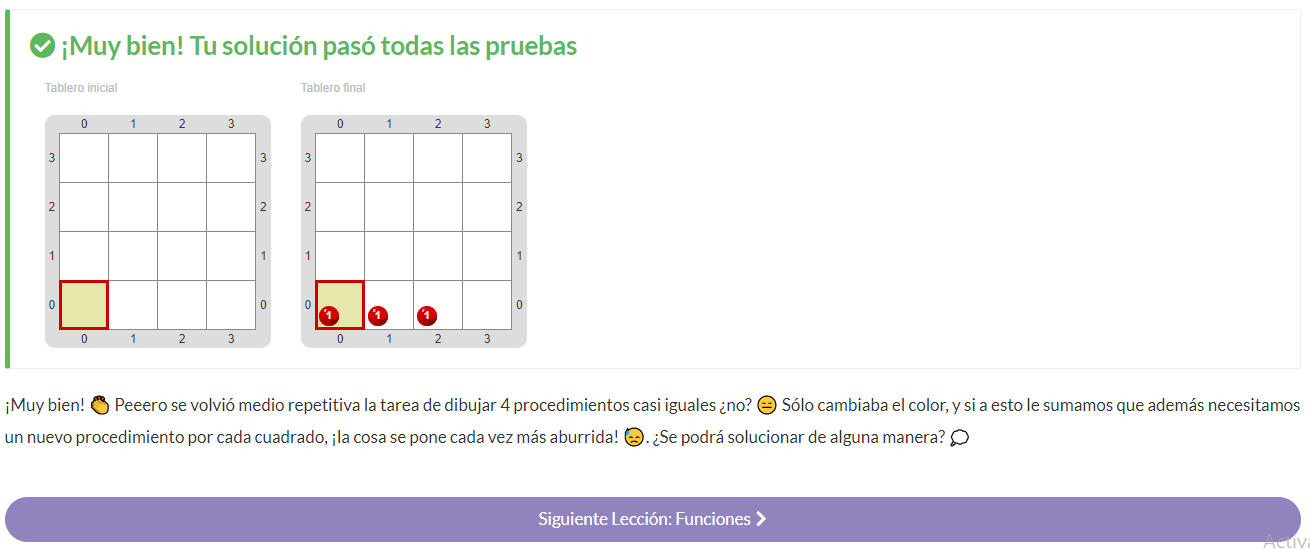 ¡Muy bien! Tu solución pasó todas las pruebas
Tablero inicial
Tablero final
0 1 2 3
3 3
2 2
1 1
0 0
0 1 2 3
0 1 2 3
3 3
2 2
1 1
0 1 1 1 0
0 1 2 3
¡Muy bien! 👏 Peeero se volvió medio repetitiva la tarea de dibujar 4 procedimientos casi iguales ¿no? 😑 Sólo cambiaba el color, y si a esto le sumamos que además necesitamos
un nuevo procedimiento por cada cuadrado, ¡la cosa se pone cada vez más aburrida! 😓. ¿Se podrá solucionar de alguna manera? 💭
Siguiente Lección: Funciones